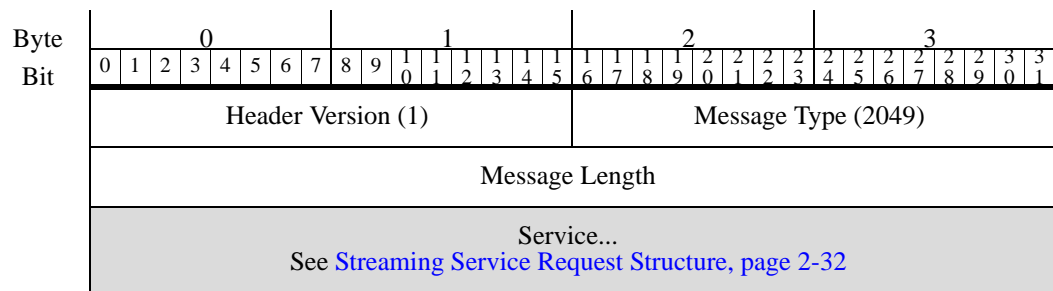 Byte 0 1 2 3
Bit 0 1 2 3 4 5 6 7 8 9 10 11 12 13 14 15 16 17 18 19 20 21 22 23 24 25 26 27 28 29 30 31
Header Version (1) Message Type (2049)
Message Length
Service...
See Streaming Service Request Structure, page 2-32